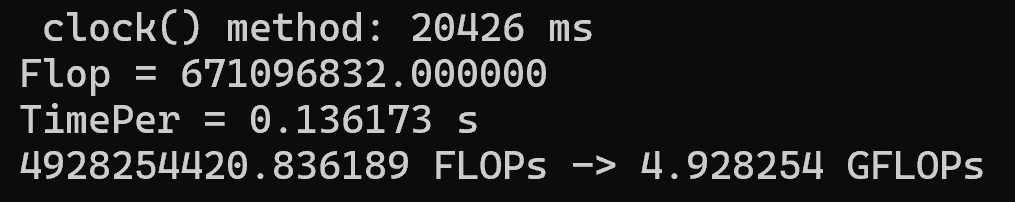 clock() method: 20426 ms
Flop = 671096832.000000
TimePer = 0.136173 s
4928254420.836189 FLOPs -> 4.928254 GFLOPs